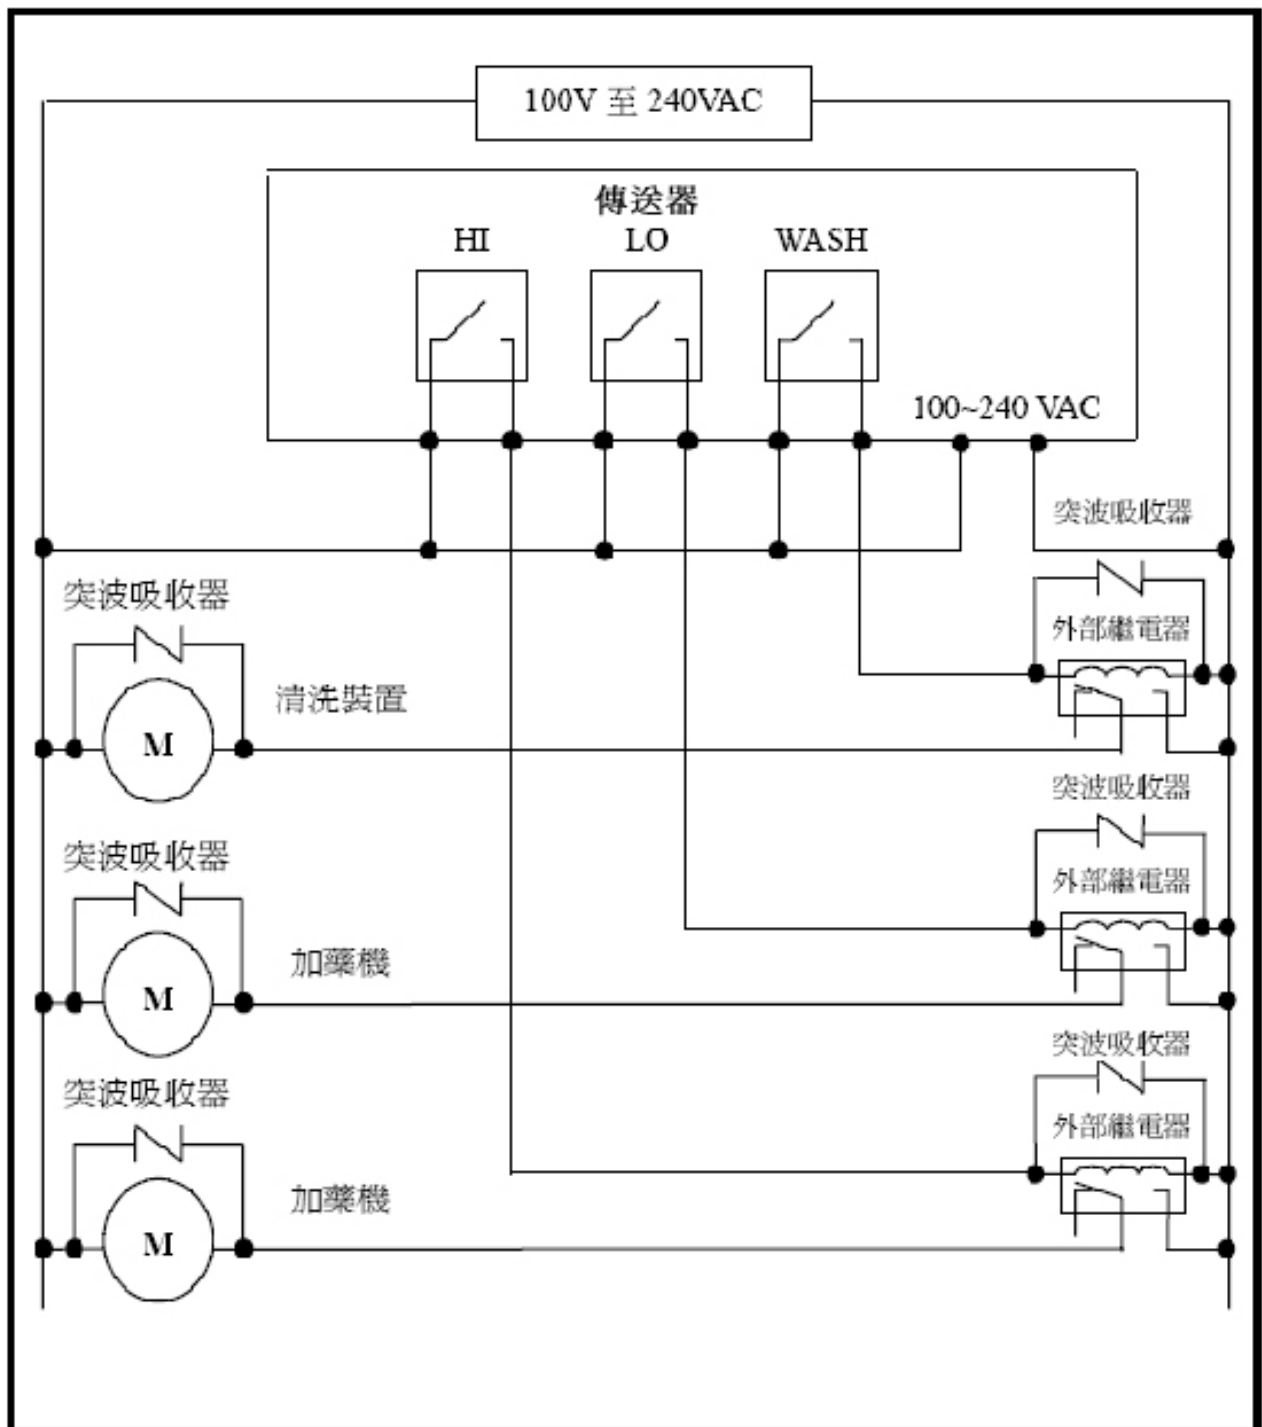 100V 至 240VAC
傳送器
HI
LO
WASH
100~240 VAC
突波吸收器
突波吸收器
外部繼電器
清洗裝置
M
突波吸收器
突波吸收器
外部繼電器
加藥機
M
突波吸收器
突波吸收器
外部繼電器
加藥機
M